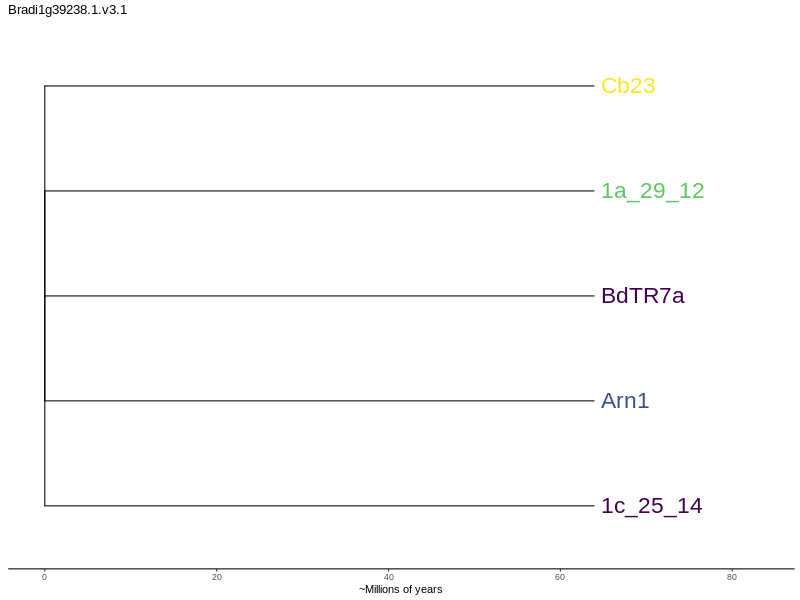 Bradi1g39238.1.v3.1
Cb23
1a_29_12
BdTR7a
Arn1
1c_25_14
0 20 40 60 80
~Millions of years